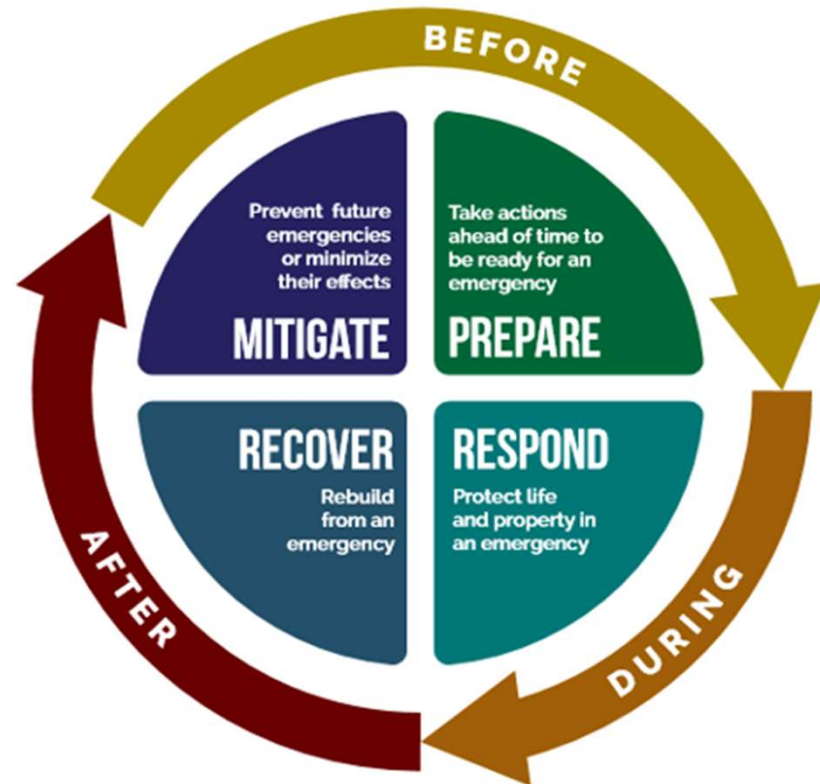 BEFORE
Prevent future
emergencies
or minimize
their effects
MITIGATE
Take actions
ahead of time to
be ready for an
emergency
PREPARE
RECOVER
Rebuild
from an
emergency
RESPOND
Protect life
and property in
an emergency
AFTER
DURING